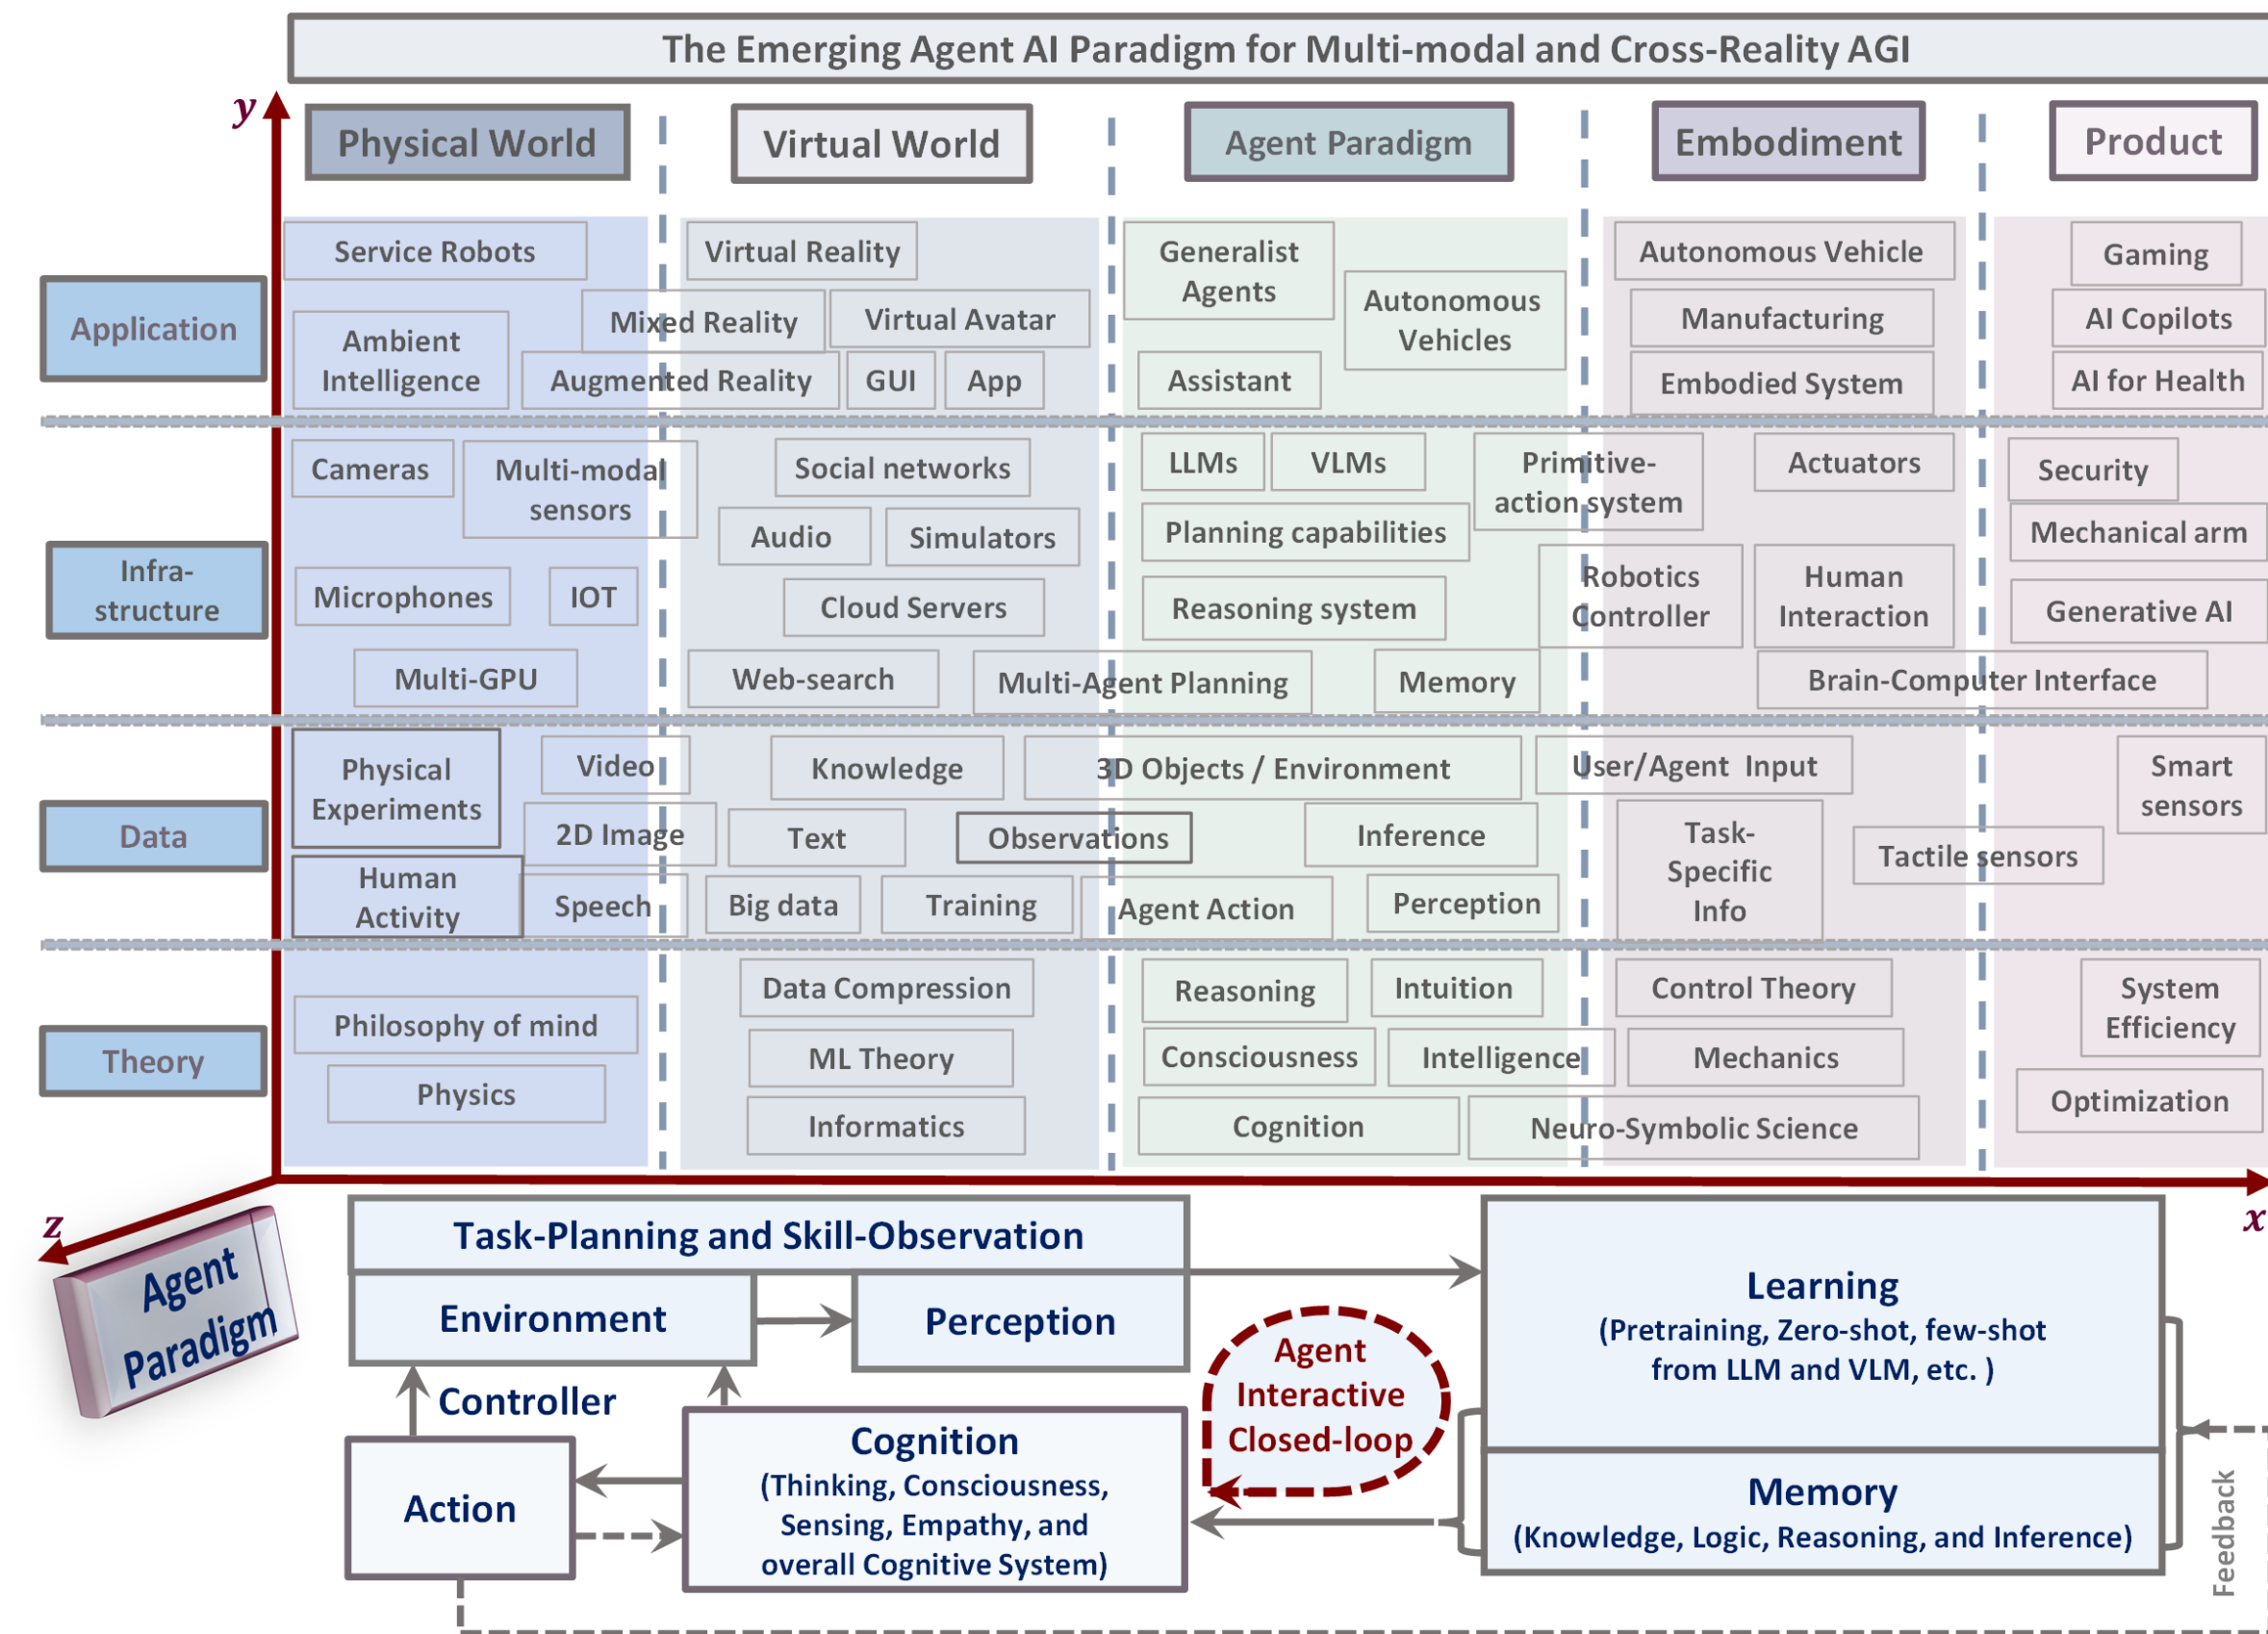 The Emerging Agent AI Paradigm for Multi-modal and Cross-Reality AGI
y
Physical World
Virtual World
Agent Paradigm
Embodiment
Product
Application
Service Robots
Ambient
Intelligence
Mixed Reality
Augmented Reality
Virtual Reality
Virtual Avatar
GUI
App
Generalist
Agents
Autonomous
Vehicles
Assistant
Autonomous Vehicle
Manufacturing
Embodied System
Gaming
AI Copilots
AI for Health
Infra-
structure
Cameras
Multi-modal
sensors
Microphones
IOT
Multi-GPU
Social networks
Audio
Simulators
Cloud Servers
Web-search
Multi-Agent Planning
LLMs
VLMs
Primitive-
action system
Planning capabilities
Reasoning system
Memory
Robotics
Controller
Actuators
Human
Interaction
Brain-Computer Interface
Security
Mechanical arm
Generative AI
Data
Physical
Experiments
Human
Activity
Video
2D Image
Speech
Knowledge
Text
Big data
Training
Observations
3D Objects / Environment
Inference
Agent Action
Perception
User/Agent Input
Task-
Specific
Info
Tactile sensors
Smart
sensors
Theory
Philosophy of mind
Physics
Data Compression
ML Theory
Informatics
Reasoning
Intuition
Consciousness
Intelligence
Cognition
Neuro-Symbolic Science
Control Theory
Mechanics
System
Efficiency
Optimization
z
x
Agent
Paradigm
Task-Planning and Skill-Observation
Environment
Perception
Controller
Action
Cognition
(Thinking, Consciousness,
Sensing, Empathy, and
overall Cognitive System)
Agent
Interactive
Closed-loop
Learning
(Pretraining, Zero-shot, few-shot
from LLM and VLM, etc. )
Memory
(Knowledge, Logic, Reasoning, and Inference)
Feedback